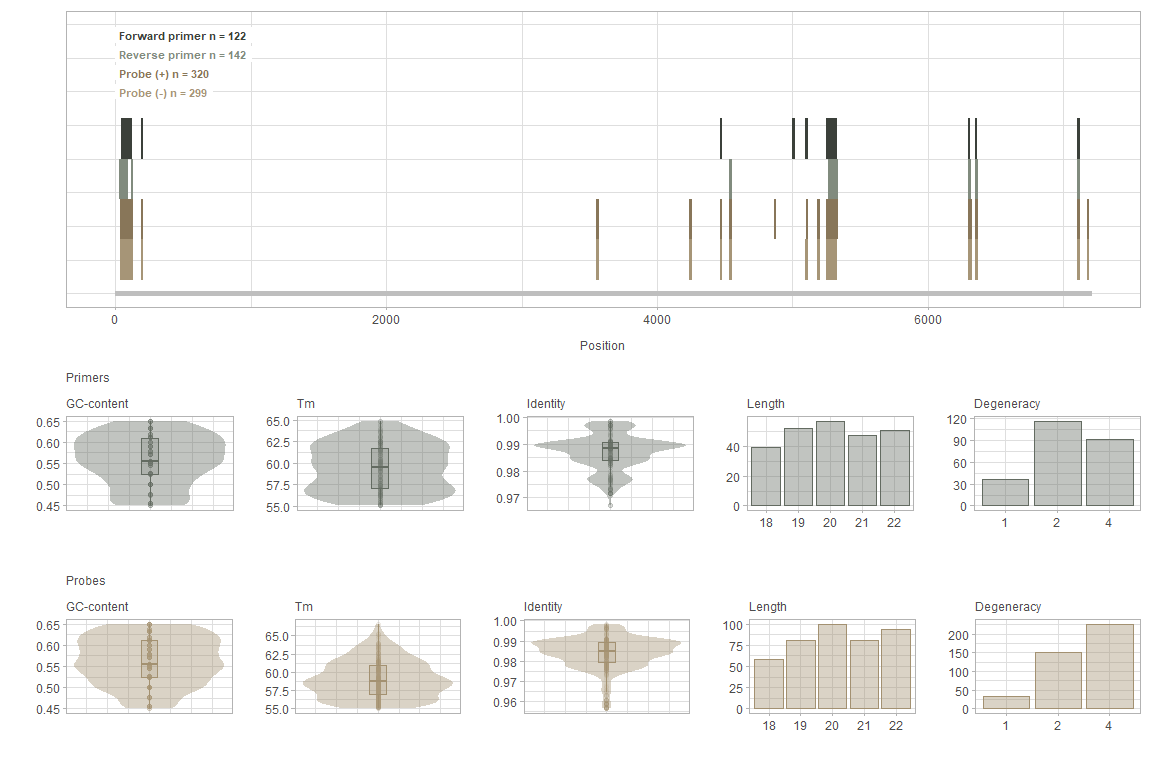 Forward primer n = 122
Reverse primer n = 142
Probe (+) n = 320
Probe (-) n = 299
0 2000 4000 6000
Position
Primers
GC-content Tm Identity Length Degeneracy
0.65 0.60 0.55 0.50 0.45
65.0 62.5 60.0 57.5 55.0
1.00 0.99 0.98 0.97
40 20 0
18 19 20 21 22
120 90 60 30 0
1 2 4
Probes
GC-content Tm Identity Length Degeneracy
0.65 0.60 0.55 0.50 0.45
65.0 62.5 60.0 57.5 55.0
1.00 0.99 0.98 0.97 0.96
100 75 50 25 0
18 19 20 21 22
200 150 100 50 0
1 2 4